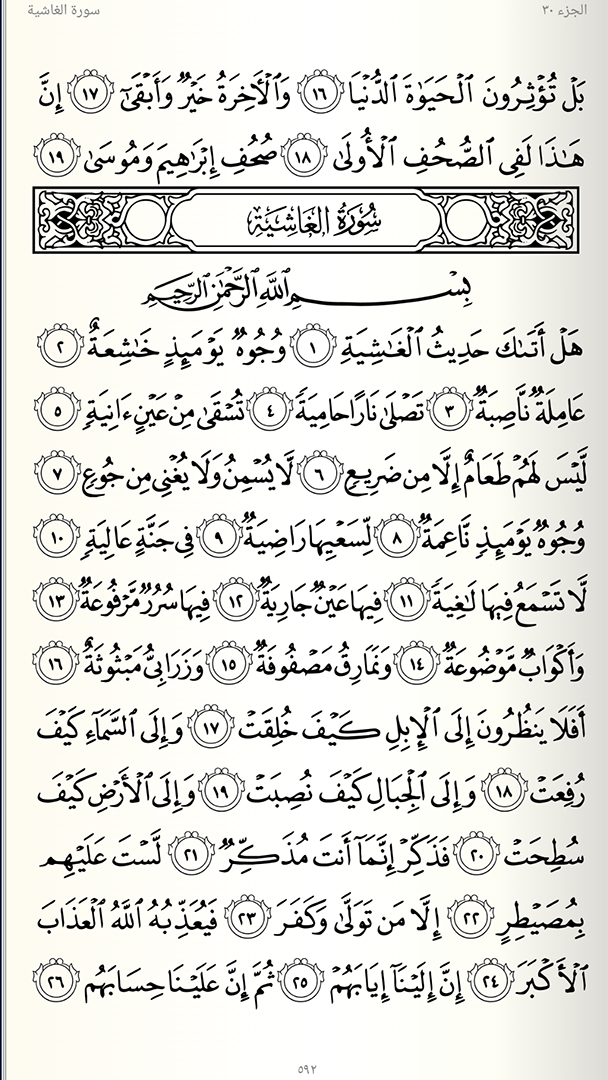 الجزء ٣٠
سورة الغاشية
بَلْ تُؤْثِرُونَ ٱلْحَيَوٰةَ ٱلدُّنْيَا ١٦ وَٱلْـَٔاخِرَةُ خَيْرٌ وَأَبْقَىٰٓ ١٧ إِنَّ
هَـٰذَا لَفِى ٱلصُّحُفِ ٱلْأُولَىٰ ١٨ صُحُفِ إِبْرَٰهِيمَ وَمُوسَىٰ ١٩
سُورَةُ الغَاشِيَةِ
بِسْمِ ٱللَّهِ ٱلرَّحْمَـٰنِ ٱلرَّحِيمِ
هَلْ أَتَىٰكَ حَدِيثُ ٱلْغَـٰشِيَةِ ١ وُجُوهٌ يَوْمَئِذٍ خَـٰشِعَةٌ ٢
عَامِلَةٌ نَّاصِبَةٌ ٣ تَصْلَىٰ نَارًا حَامِيَةً ٤ تُسْقَىٰ مِنْ عَيْنٍ ءَانِيَةٍ ٥
لَّيْسَ لَهُمْ طَعَامٌ إِلَّا مِن ضَرِيعٍ ٦ لَّا يُسْمِنُ وَلَا يُغْنِى مِن جُوعٍ ٧
وُجُوهٌ يَوْمَئِذٍ نَّاعِمَةٌ ٨ لِّسَعْيِهَا رَاضِيَةٌ ٩ فِى جَنَّةٍ عَالِيَةٍ ١٠
لَّا تَسْمَعُ فِيهَا لَـٰغِيَةً ١١ فِيهَا عَيْنٌ جَارِيَةٌ ١٢ فِيهَا سُرُرٌ مَّرْفُوعَةٌ ١٣
وَأَكْوَابٌ مَّوْضُوعَةٌ ١٤ وَنَمَارِقُ مَصْفُوفَةٌ ١٥ وَزَرَابِىُّ مَبْثُوثَةٌ ١٦
أَفَلَا يَنظُرُونَ إِلَى ٱلْإِبِلِ كَيْفَ خُلِقَتْ ١٧ وَإِلَى ٱلسَّمَآءِ كَيْفَ
رُفِعَتْ ١٨ وَإِلَى ٱلْجِبَالِ كَيْفَ نُصِبَتْ ١٩ وَإِلَى ٱلْأَرْضِ كَيْفَ
سُطِحَتْ ٢٠ فَذَكِّرْ إِنَّمَآ أَنتَ مُذَكِّرٌ ٢١ لَّسْتَ عَلَيْهِم
بِمُصَيْطِرٍ ٢٢ إِلَّا مَن تَوَلَّىٰ وَكَفَرَ ٢٣ فَيُعَذِّبُهُ ٱللَّهُ ٱلْعَذَابَ
ٱلْأَكْبَرَ ٢٤ إِنَّ إِلَيْنَآ إِيَابَهُمْ ٢٥ ثُمَّ إِنَّ عَلَيْنَا حِسَابَهُم ٢٦
٥٩٢